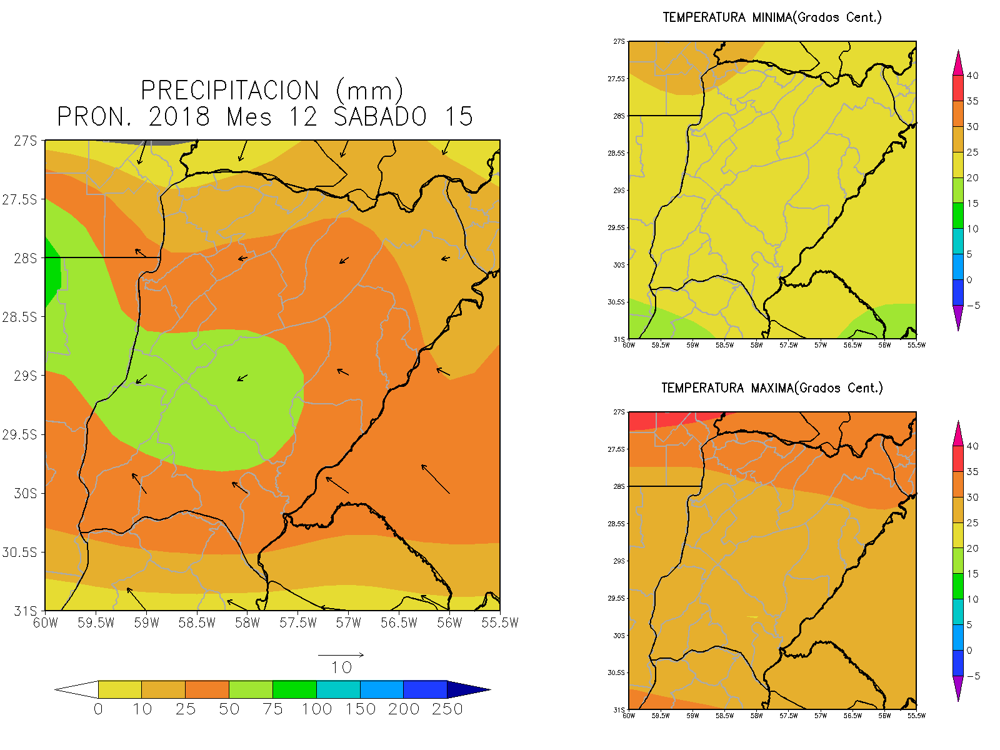 PRECIPITACION (mm)
PRON. 2018 Mes 12 SABADO 15
27S
27.5S
28S
28.5S
29S
29.5S
30S
30.5S
31S
60W 59.5W 59W 58.5W 58W 57.5W 57W 56.5W 56W 55.5W
10
0 10 25 50 75 100 150 200 250
TEMPERATURA MINIMA(Grados Cent.)
27S
27.5S
28S
28.5S
29S
29.5S
30S
30.5S
31S
60W 59.5W 59W 58.5W 58W 57.5W 57W 56.5W 56W 55.5W
40
35
30
25
20
15
10
5
0
-5
TEMPERATURA MAXIMA(Grados Cent.)
27S
27.5S
28S
28.5S
29S
29.5S
30S
30.5S
31S
60W 59.5W 59W 58.5W 58W 57.5W 57W 56.5W 56W 55.5W
40
35
30
25
20
15
10
5
0
-5